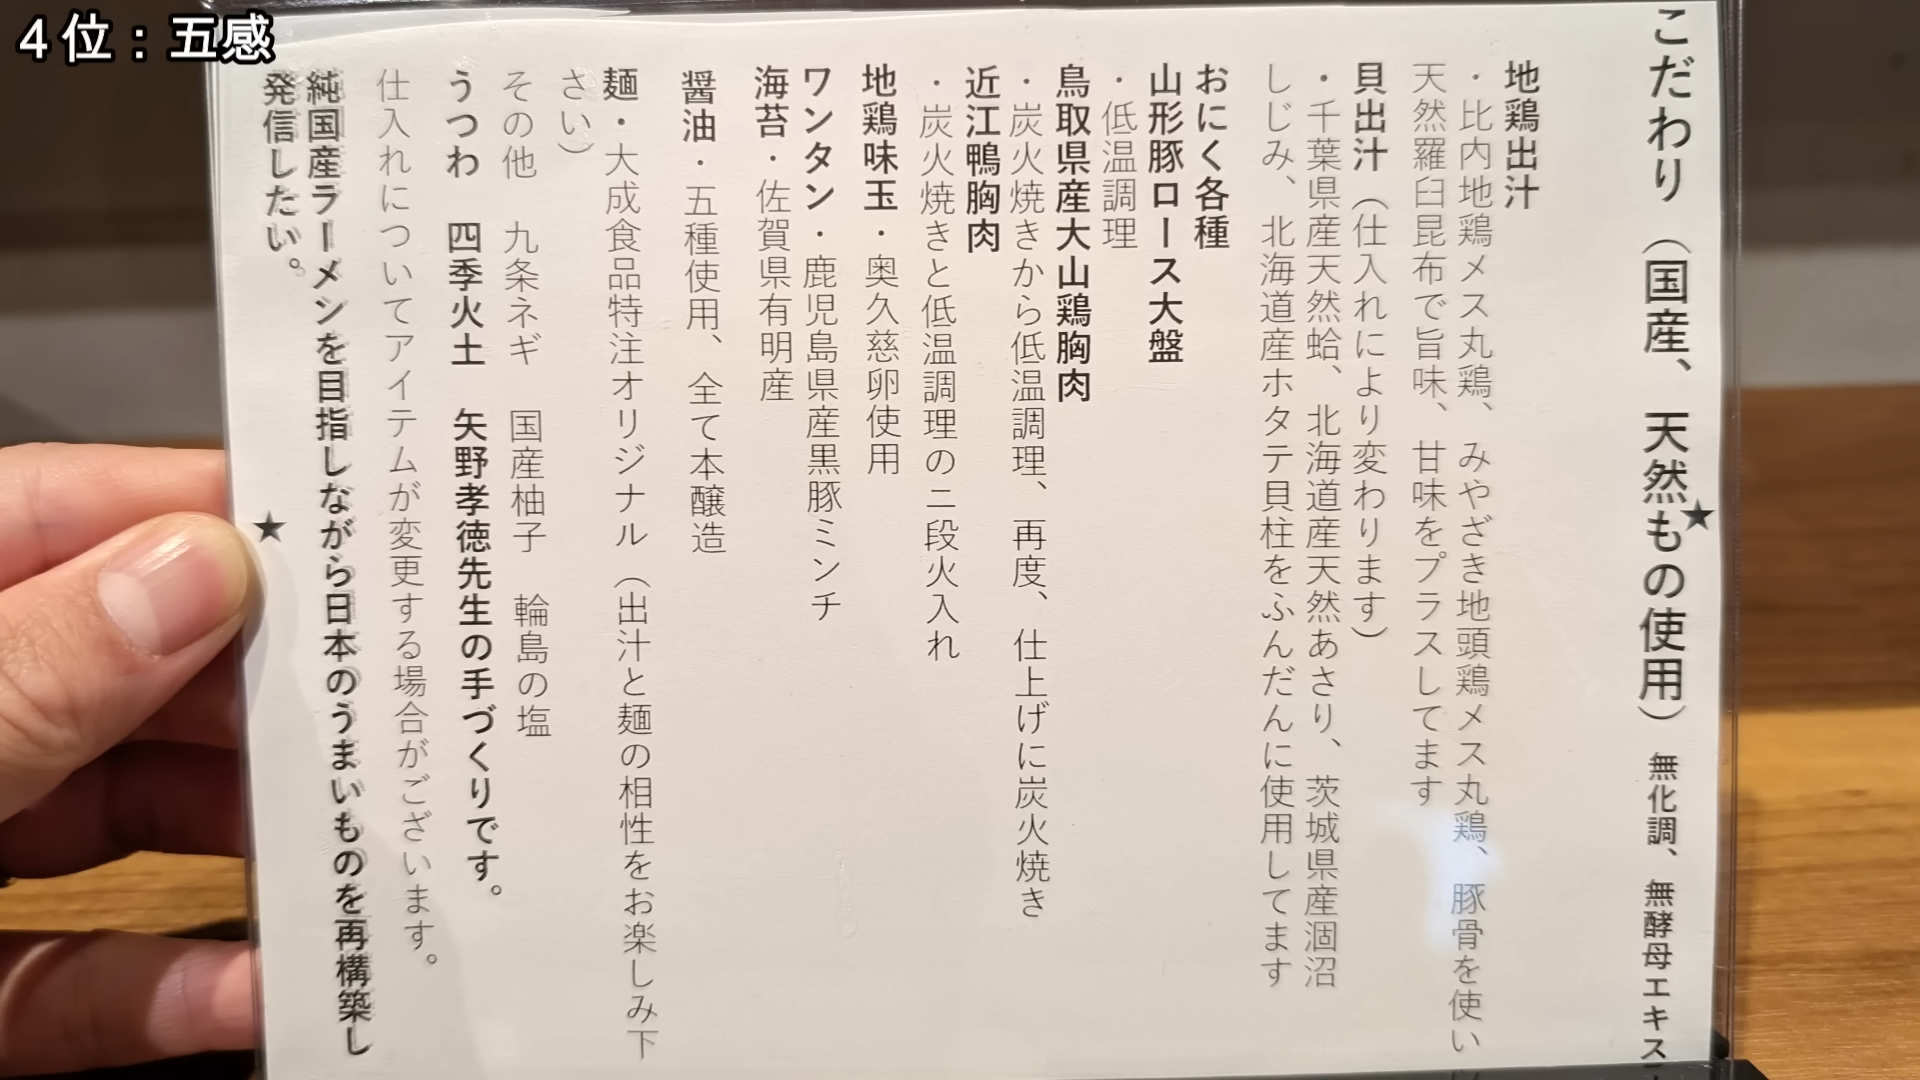 4位：五感
こだわり（国産、天然もの使用）無化調、無酵母エキス
地鶏出汁
・比内地鶏メス丸鶏、みやざき地頭鶏メス丸鶏、豚骨を使い
天然羅臼昆布で旨味、甘味をプラスしてます
貝出汁（仕入れにより変わります）
・千葉県産天然蛤、北海道産天然あさり、茨城県産涸沼
しじみ、北海道産ホタテ貝柱をふんだんに使用してます
おにく各種
山形豚ロース大盤
・低温調理
鳥取県産大山鶏胸肉
・炭火焼きから低温調理、再度、仕上げに炭火焼き
近江鴨胸肉
・炭火焼きと低温調理の二段火入れ
地鶏味玉・奥久慈卵使用
ワンタン・鹿児島県産黒豚ミンチ
海苔・佐賀県有明産
醤油・五種使用、全て本醸造
麺・大成食品特注オリジナル（出汁と麺の相性をお楽しみ下
さい）
その他　九条ネギ　国産柚子　輪島の塩
うつわ　四季火土　矢野孝徳先生の手づくりです。
仕入れについてアイテムが変更する場合がございます。
純国産ラーメンを目指しながら日本のうまいものを再構築し
発信したい。